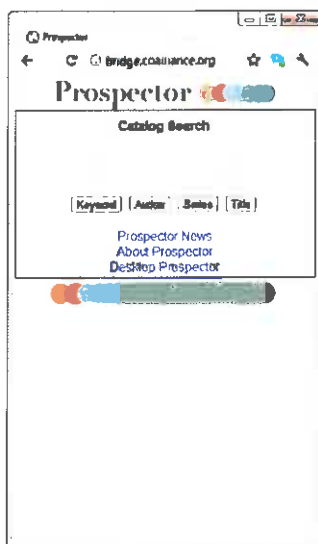 Prospector
bridge.coalliance.org
Prospector
Catalog Search
Keyword Author Series Title
Prospector News
About Prospector
Desktop Prospector